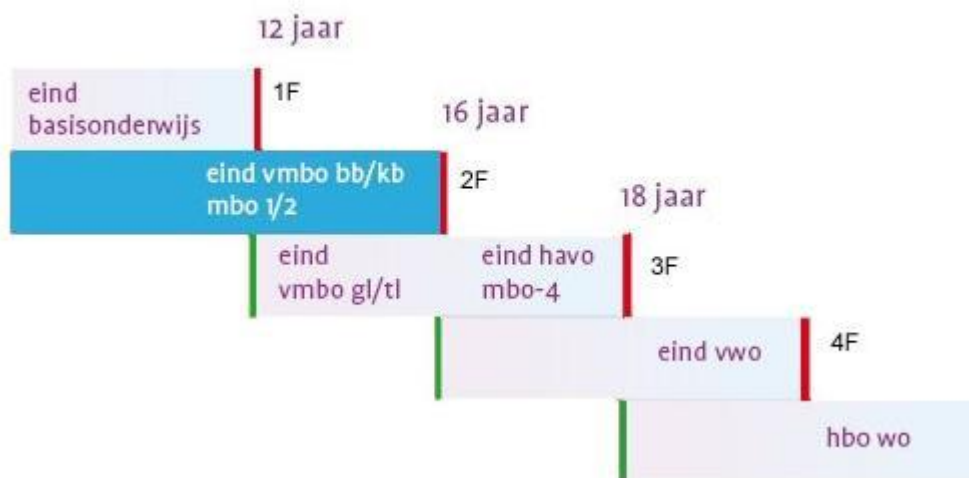 12 jaar
eind
basisonderwijs
1F
16 jaar
eind vmbo bb/kb
mbo 1/2
2F
18 jaar
eind
vmbo gl/tl
eind havo
mbo-4
3F
eind vwo
4F
hbo wo